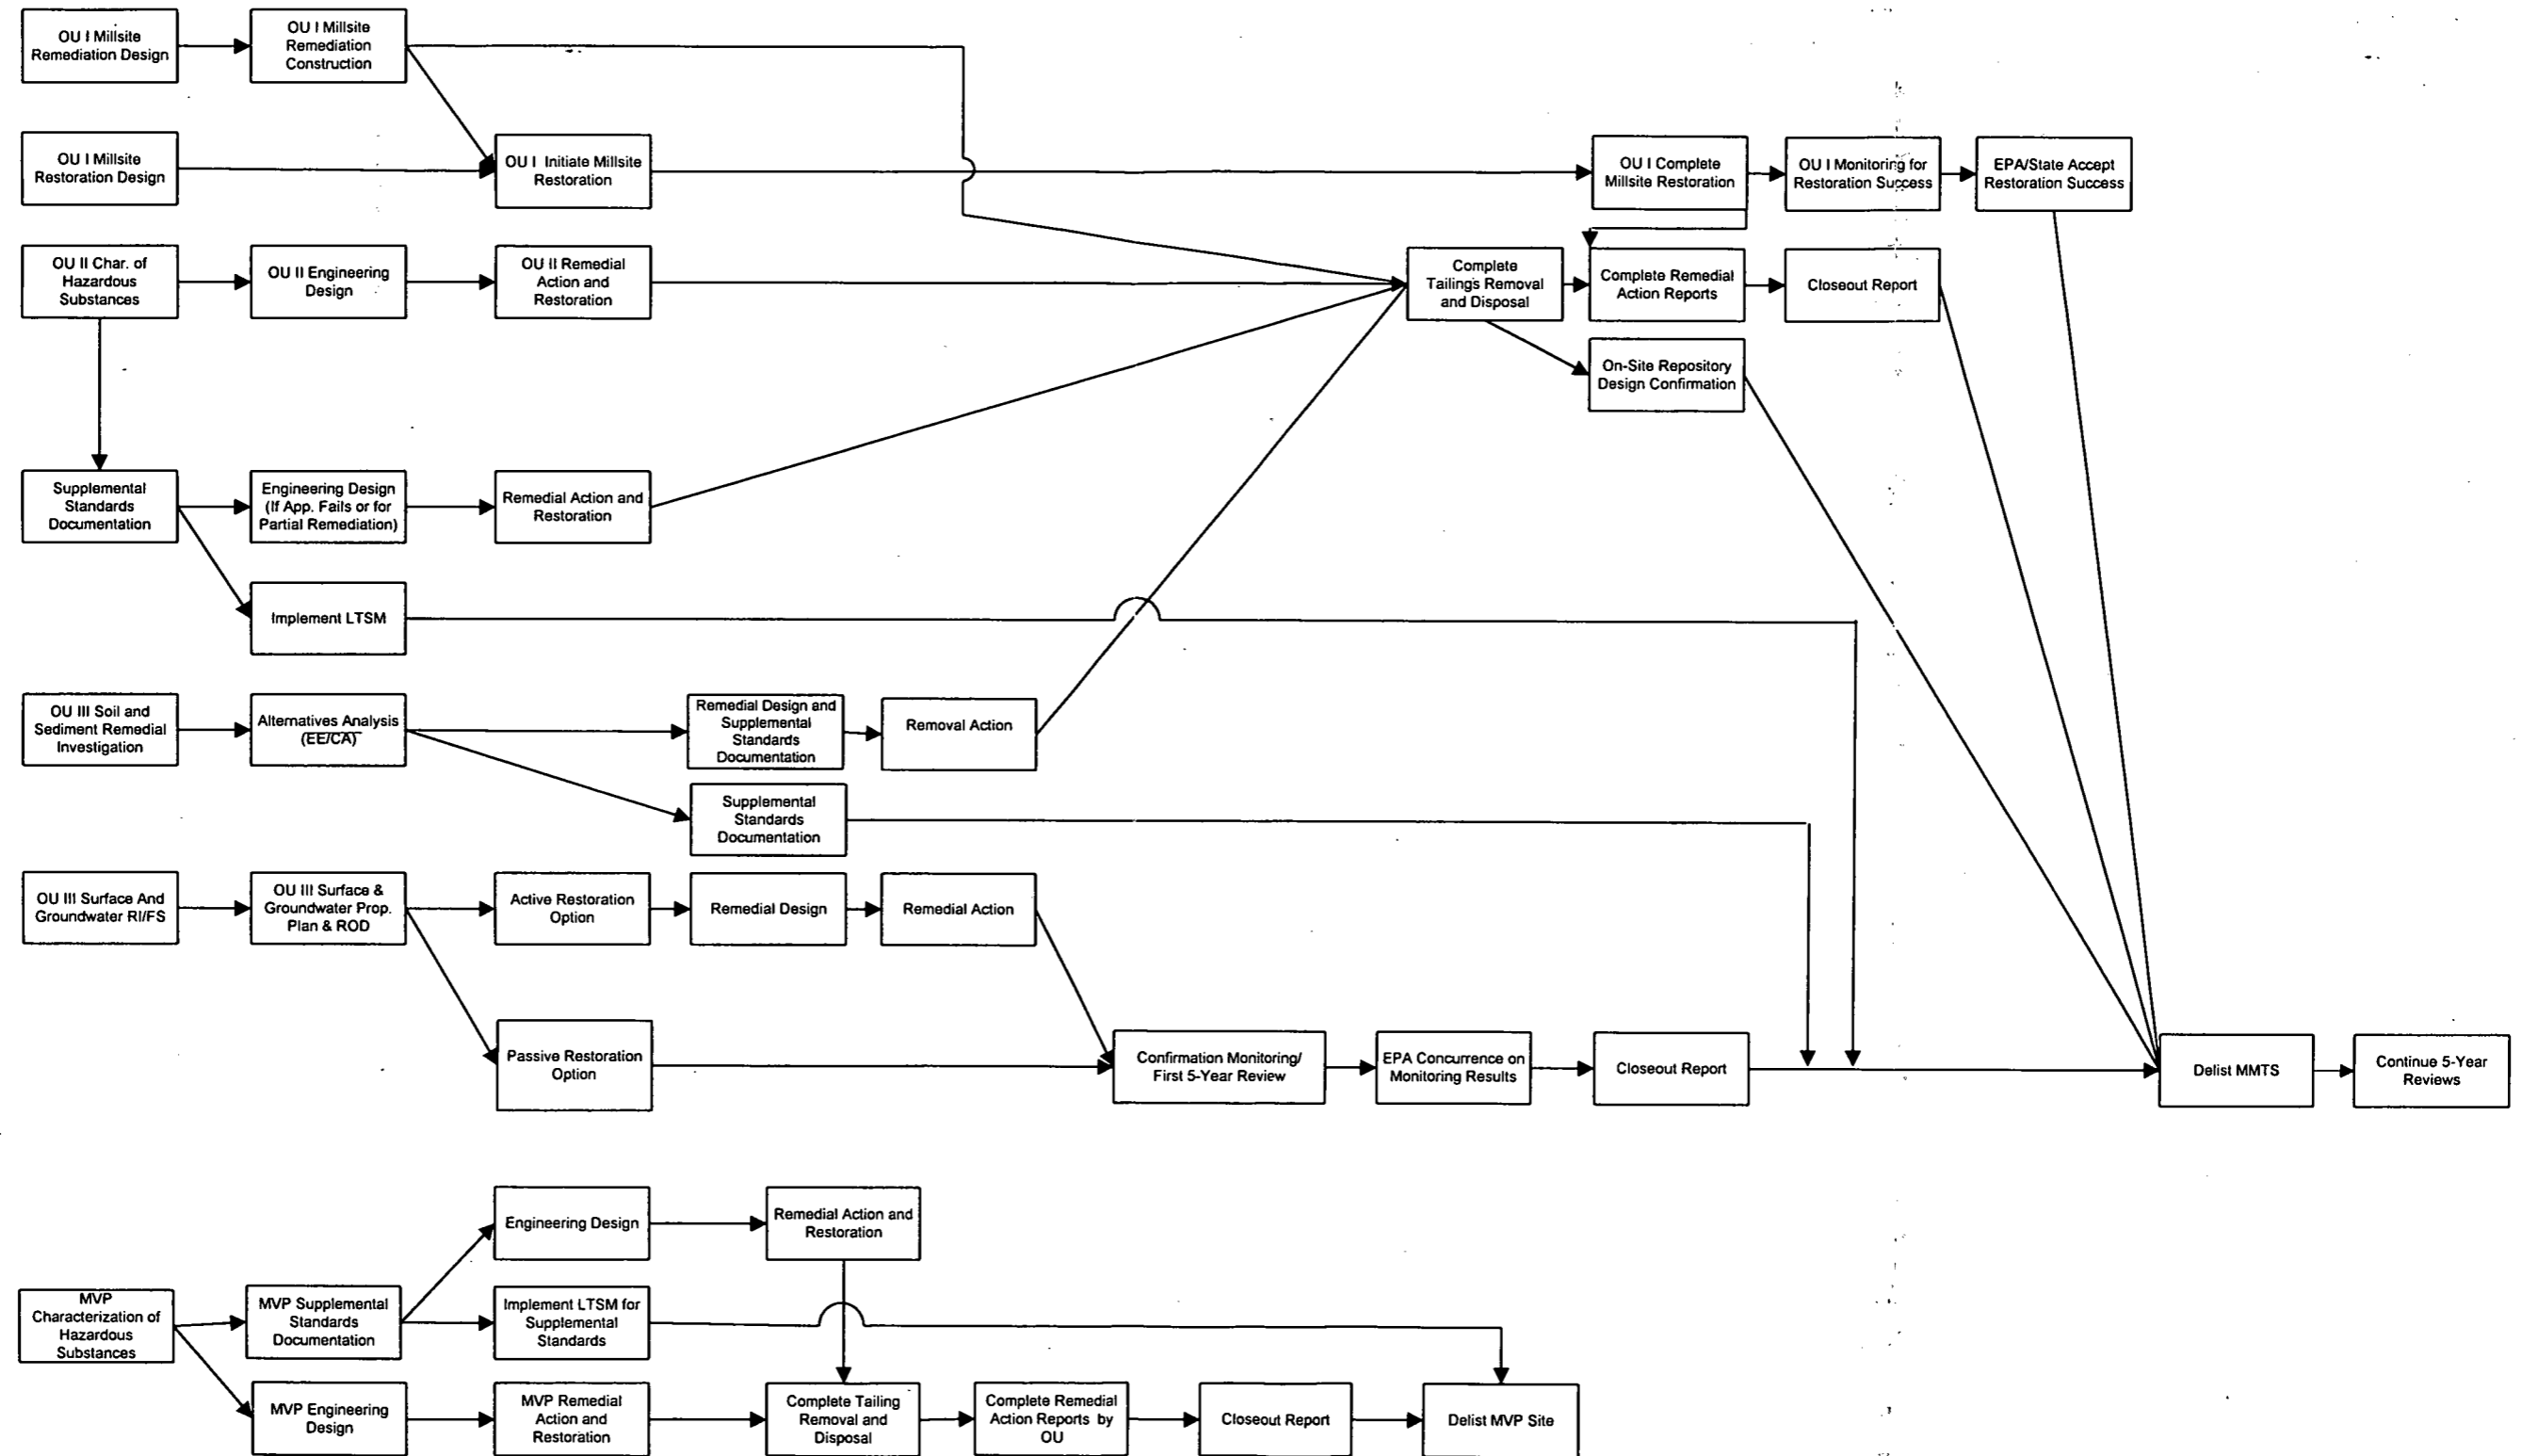 OU I Millsite
Remediation Design
OU I Millsite
Remediation
Construction
OU I Millsite
Restoration Design
OU I Initiate Millsite
Restoration
OU I Complete
Millsite Restoration
OU I Monitoring for
Restoration Success
EPA/State Accept
Restoration Success
OU II Char. of
Hazardous
Substances
OU II Engineering
Design
OU II Remedial
Action and
Restoration
Complete
Tailings Removal
and Disposal
Complete Remedial
Action Reports
Closeout Report
On-Site Repository
Design Confirmation
Supplemental
Standards
Documentation
Engineering Design
(If App. Fails or for
Partial Remediation)
Remedial Action and
Restoration
Implement LTSM
OU III Soil and
Sediment Remedial
Investigation
Alternatives Analysis
(EE/CA)
Remedial Design and
Supplemental
Standards
Documentation
Removal Action
Supplemental
Standards
Documentation
OU III Surface And
Groundwater RI/FS
OU III Surface &
Groundwater Prop.
Plan & ROD
Active Restoration
Option
Remedial Design
Remedial Action
Passive Restoration
Option
Confirmation Monitoring/
First 5-Year Review
EPA Concurrence on
Monitoring Results
Closeout Report
Delist MMTS
Continue 5-Year
Reviews
Engineering Design
Remedial Action and
Restoration
MVP
Characterization of
Hazardous
Substances
MVP Supplemental
Standards
Documentation
Implement LTSM for
Supplemental
Standards
MVP Engineering
Design
MVP Remedial
Action and
Restoration
Complete Tailing
Removal and
Disposal
Complete Remedial
Action Reports by
OU
Closeout Report
Delist MVP Site